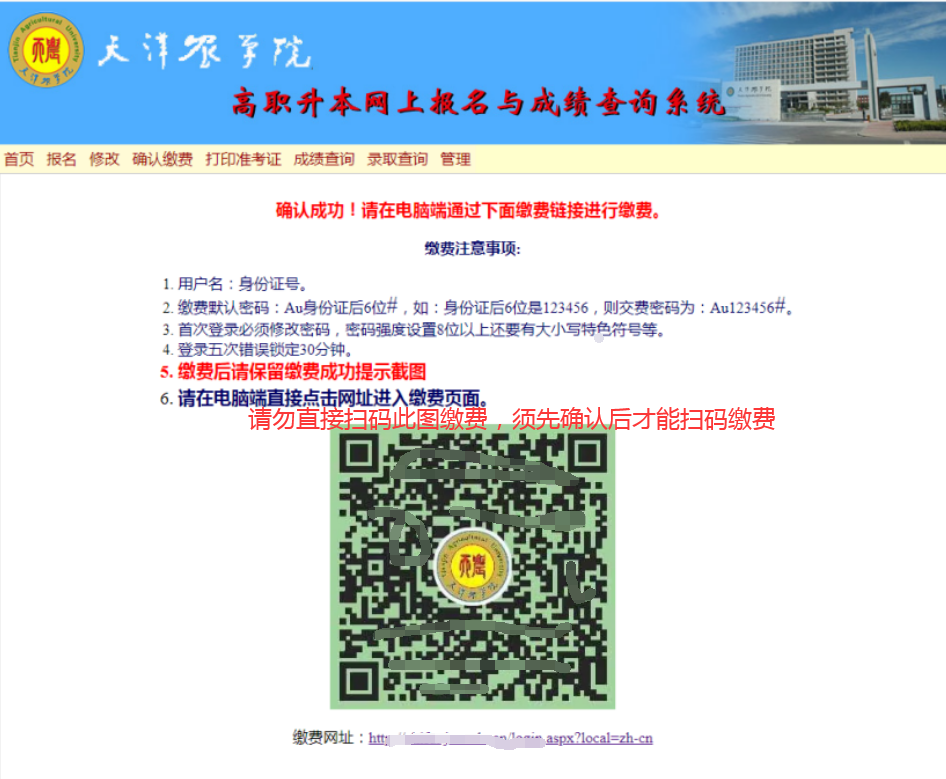 天津农学院
高职升本网上报名与成绩查询系统
首页 报名 修改 确认缴费 打印准考证 成绩查询 录取查询 管理
确认成功！请在电脑端通过下面缴费链接进行缴费。
缴费注意事项:
1. 用户名：身份证号。
2. 缴费默认密码：Au身份证后6位#，如：身份证后6位是123456，则交费密码为：Au123456#。
3. 首次登录必须修改密码，密码强度设置8位以上还要有大小写特色符号等。
4. 登录五次错误锁定30分钟。
5. 缴费后请保留缴费成功提示截图
6. 请在电脑端直接点击网址进入缴费页面。
请勿直接扫码此图缴费，须先确认后才能扫码缴费
缴费网址：http login.aspx?local=zh-cn